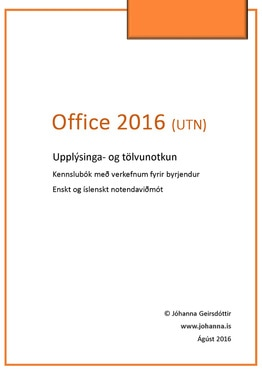 Office 2016 (UTN)
Upplýsinga- og tölvunotkun
Kennslubók með verkefnum fyrir byrjendur
Enskt og íslenskt notendaviðmót
© Jóhanna Geirsdóttir
www.johanna.is
Ágúst 2016